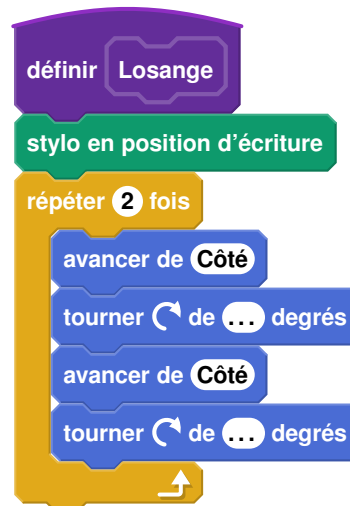 définir Losange
stylo en position d'écriture
répéter 2 fois
avancer de Côté
tourner de ... degrés
avancer de Côté
tourner de ... degrés